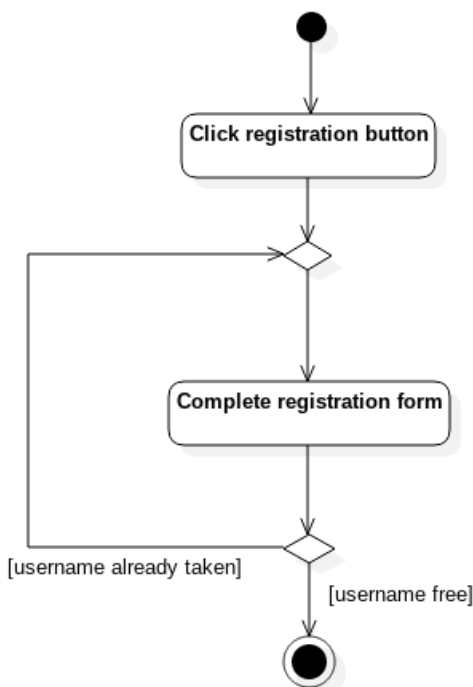 Click registration button
Complete registration form
[username already taken]
[username free]